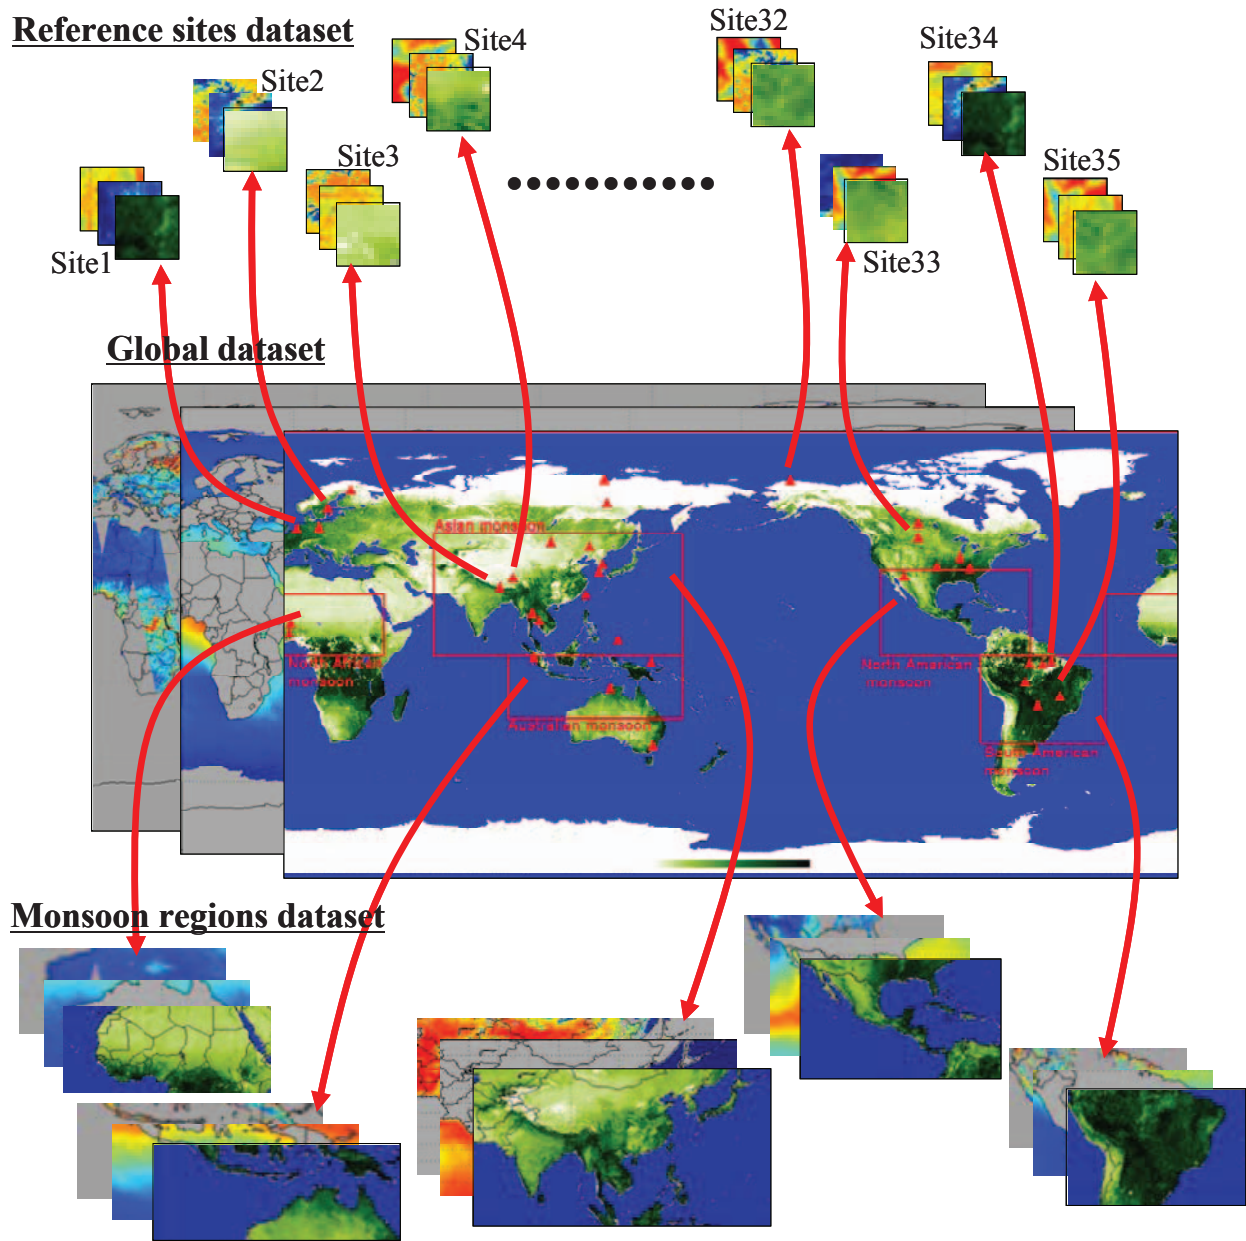 Reference sites dataset
Site1
Site2
Site3
Site4
Site32
Site33
Site34
Site35
Global dataset
Asian monsoon
North African
monsoon
Australian monsoon
North American
monsoon
South American
monsoon
Monsoon regions dataset